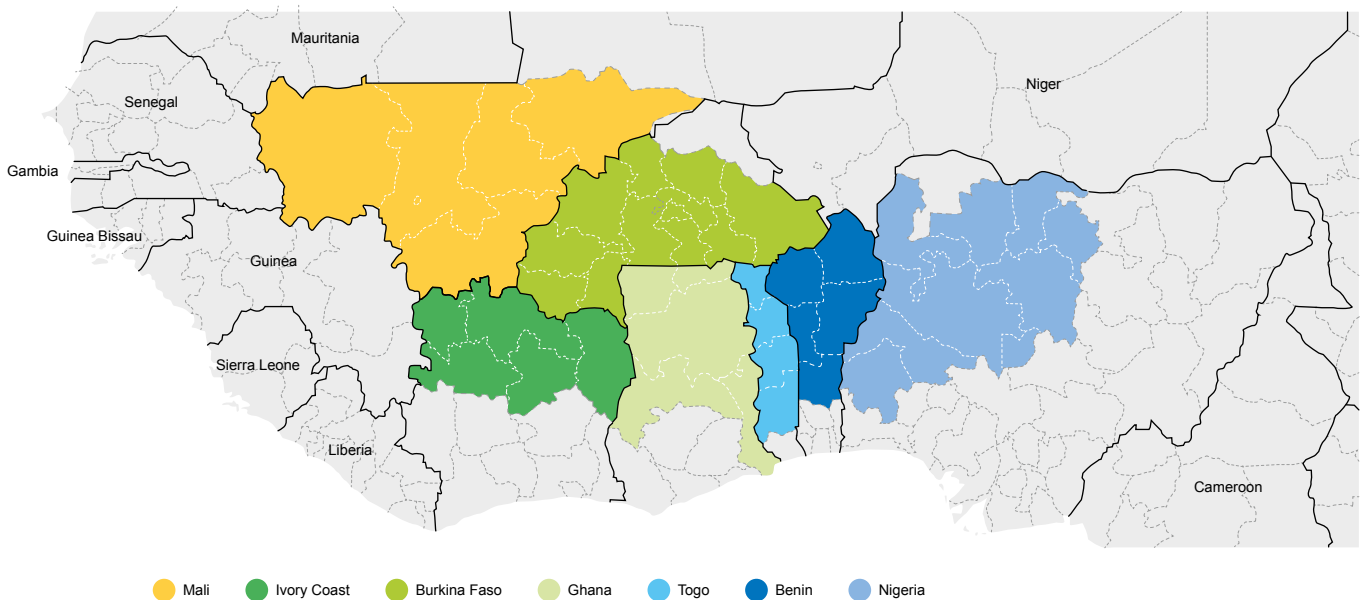 Mauritania
Niger
Senegal
Gambia
Guinea Bissau
Guinea
Sierra Leone
Liberia
Cameroon
Mali
Ivory Coast
Burkina Faso
Ghana
Togo
Benin
Nigeria